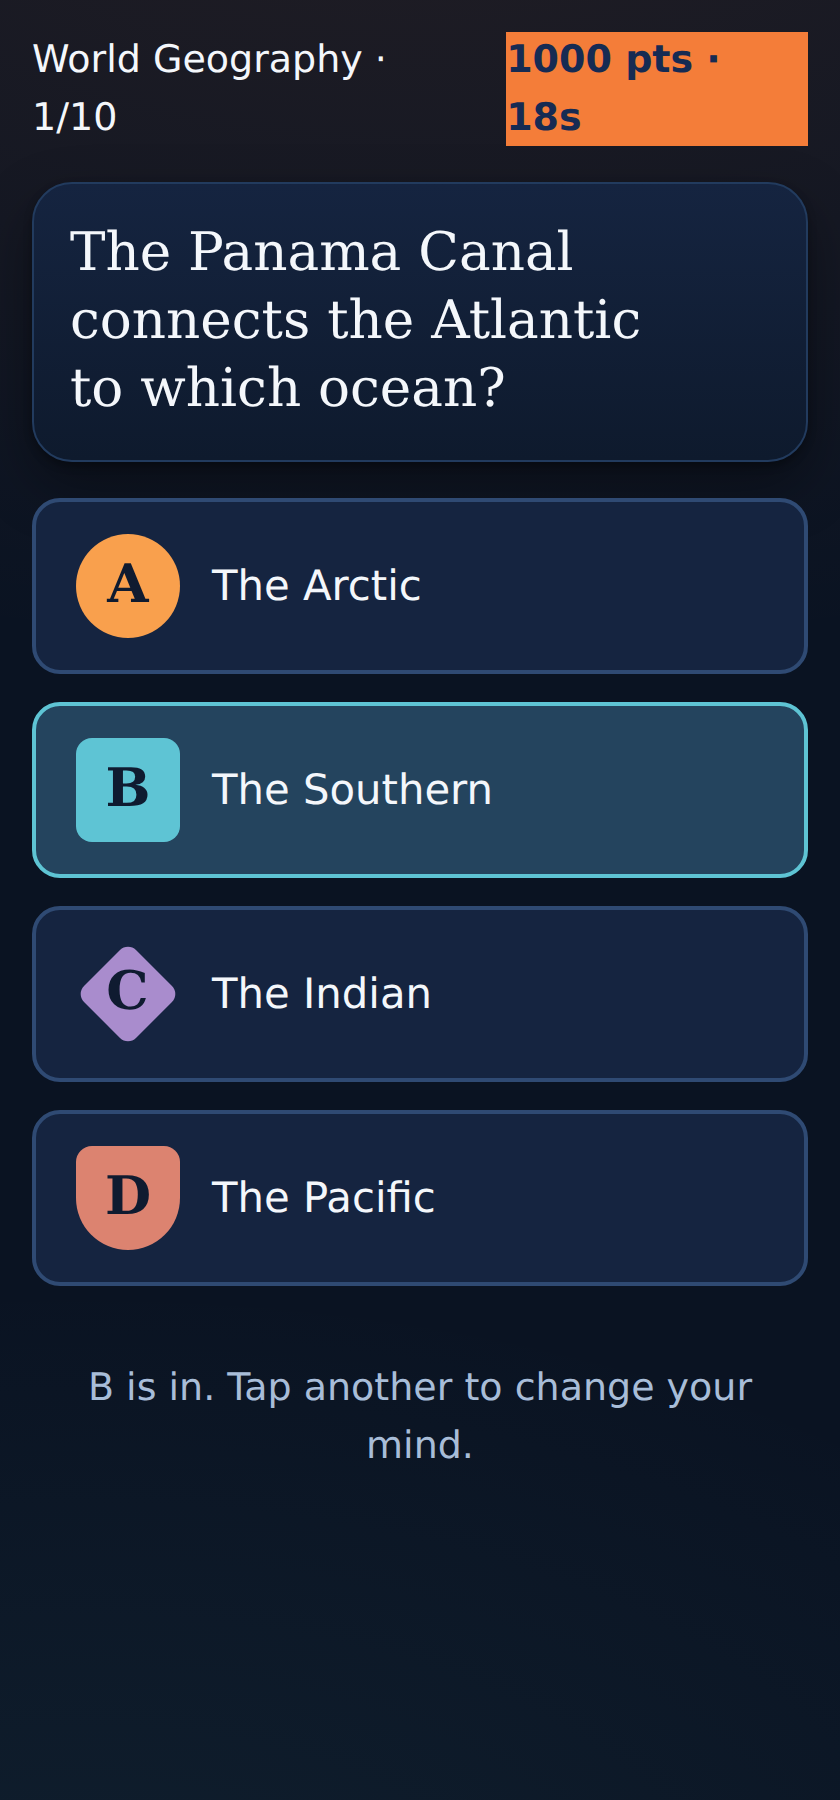 World Geography ·
1/10
1000 pts ·
18s
The Panama Canal
connects the Atlantic
to which ocean?
A The Arctic
B The Southern
C The Indian
D The Pacific
B is in. Tap another to change your
mind.